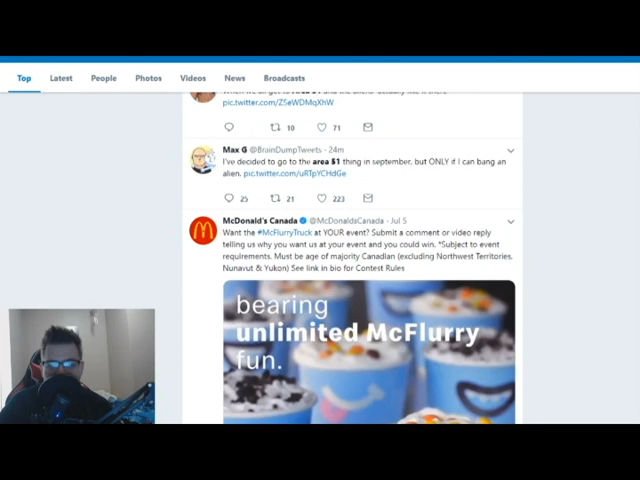 Top Latest People Photos Videos News Broadcasts
pic.twitter.com/ZSeWDMqXhW
10 71
Max G @BrainDumpTweets · 24m
I've decided to go to the area 51 thing in september, but ONLY if I can bang an
alien. pic.twitter.com/uRTpYCHdGe
25 21 223
McDonald's Canada @McDonaldsCanada · Jul 5
Want the #McFlurryTruck at YOUR event? Submit a comment or video reply
telling us why you want us at your event and you could win. *Subject to event
requirements. Must be age of majority Canadian (excluding Northwest Territories,
Nunavut & Yukon) See link in bio for Contest Rules
bearing
unlimited McFlurry
fun.